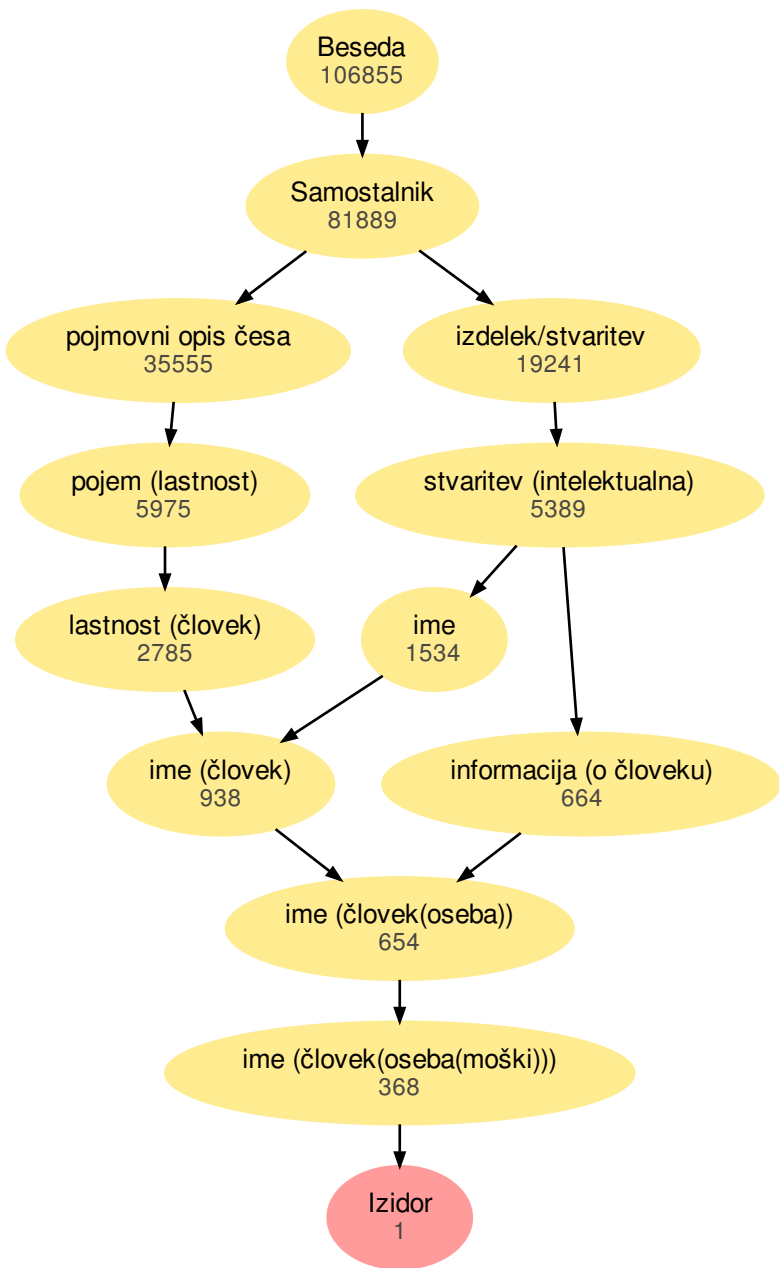 Beseda
106855
Samostalnik
81889
pojmovni opis česa
35555
izdelek/stvaritev
19241
pojem (lastnost)
5975
stvaritev (intelektualna)
5389
lastnost (človek)
2785
ime
1534
ime (človek)
938
informacija (o človeku)
664
ime (človek(oseba))
654
ime (človek(oseba(moški)))
368
Izidor
1